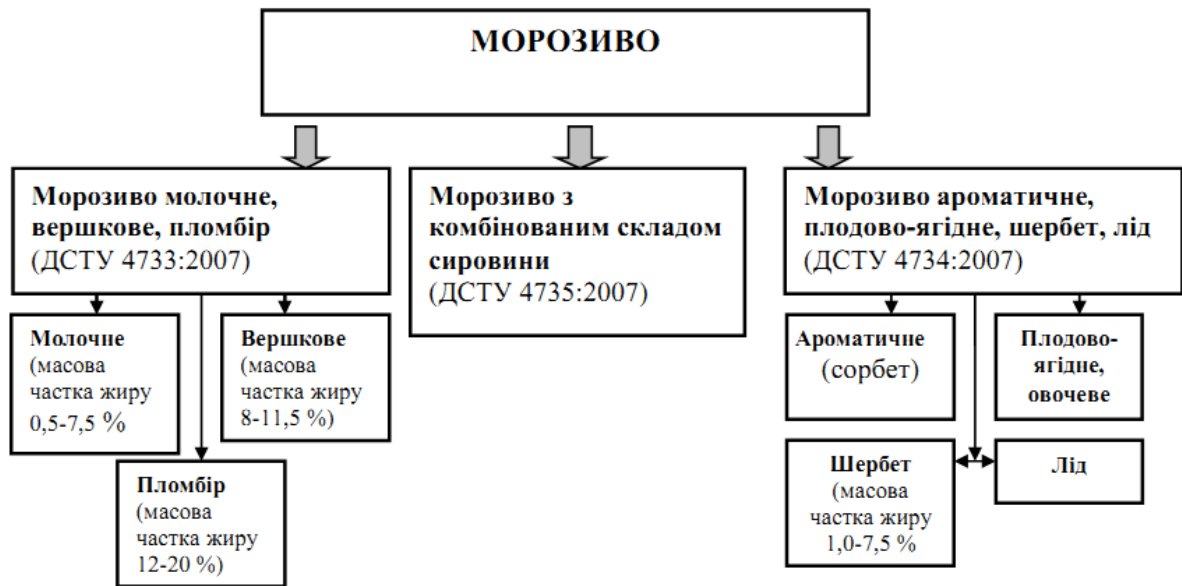 МОРОЗИВО
Морозиво молочне,
вершкове, пломбір
(ДСТУ 4733:2007)
Морозиво з
комбінованим складом
сировини
(ДСТУ 4735:2007)
Морозиво ароматичне,
плодово-ягідне, шербет, лід
(ДСТУ 4734:2007)
Молочне
(масова
частка жиру
0,5-7,5 %
Вершкове
(масова
частка жиру
8-11,5 %)
Пломбір
(масова
частка жиру
12-20 %)
Ароматичне
(сорбет)
Плодово-
ягідне,
овочеве
Шербет
(масова
частка жиру
1,0-7,5 %
Лід